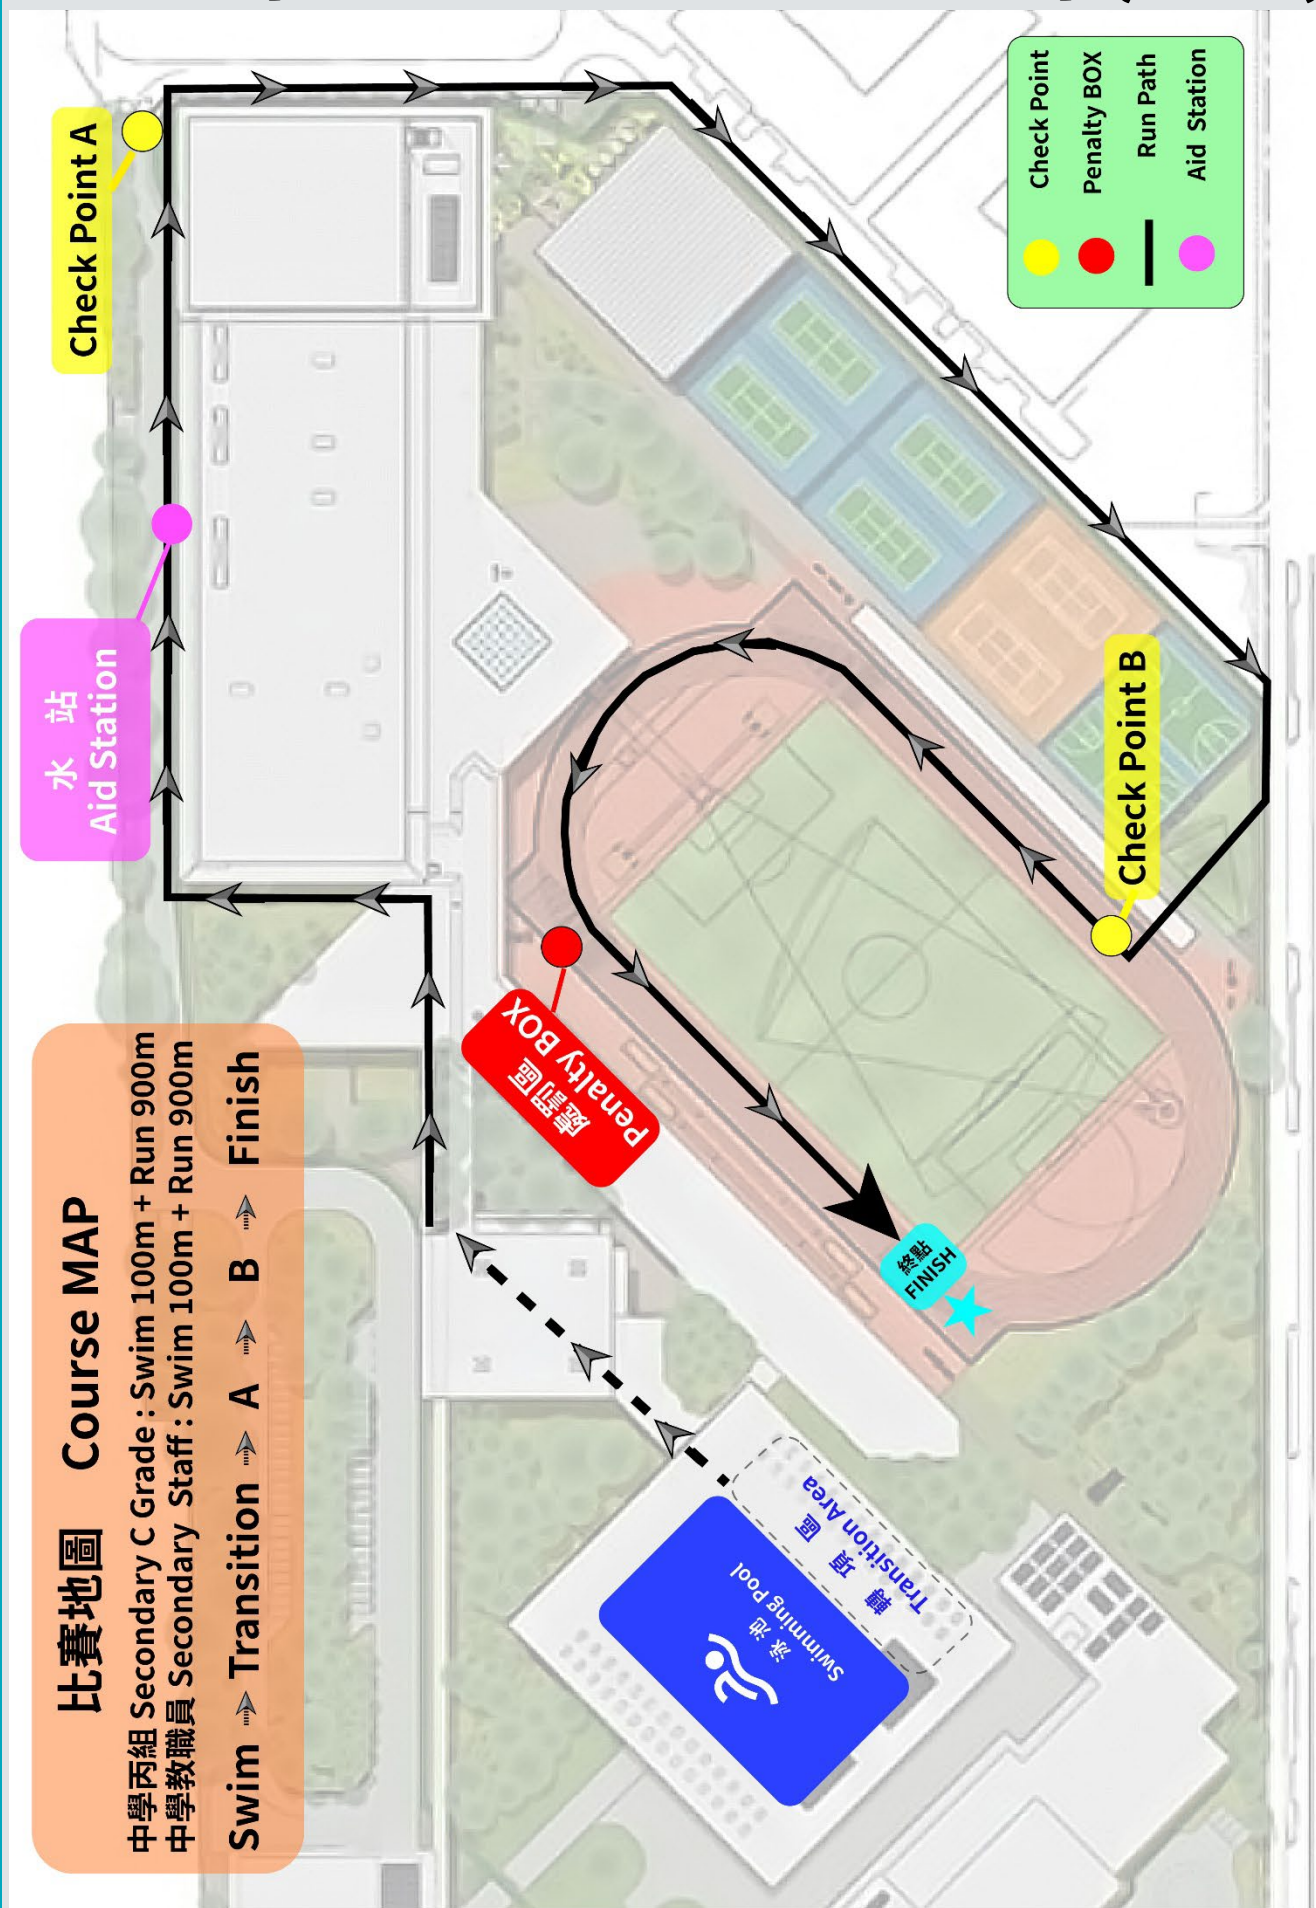 比賽地圖 Course MAP
中學丙組 Secondary C Grade : Swim 100m + Run 900m
中學教職員 Secondary Staff : Swim 100m + Run 900m
Swim Transition A B Finish
水 站
Aid Station
Check Point A
Check Point
Penalty BOX
Run Path
Aid Station
Check Point B
處罰區
Penalty BOX
終點
FINISH
轉 項 區
Transition Area
泳 池
Swimming Pool